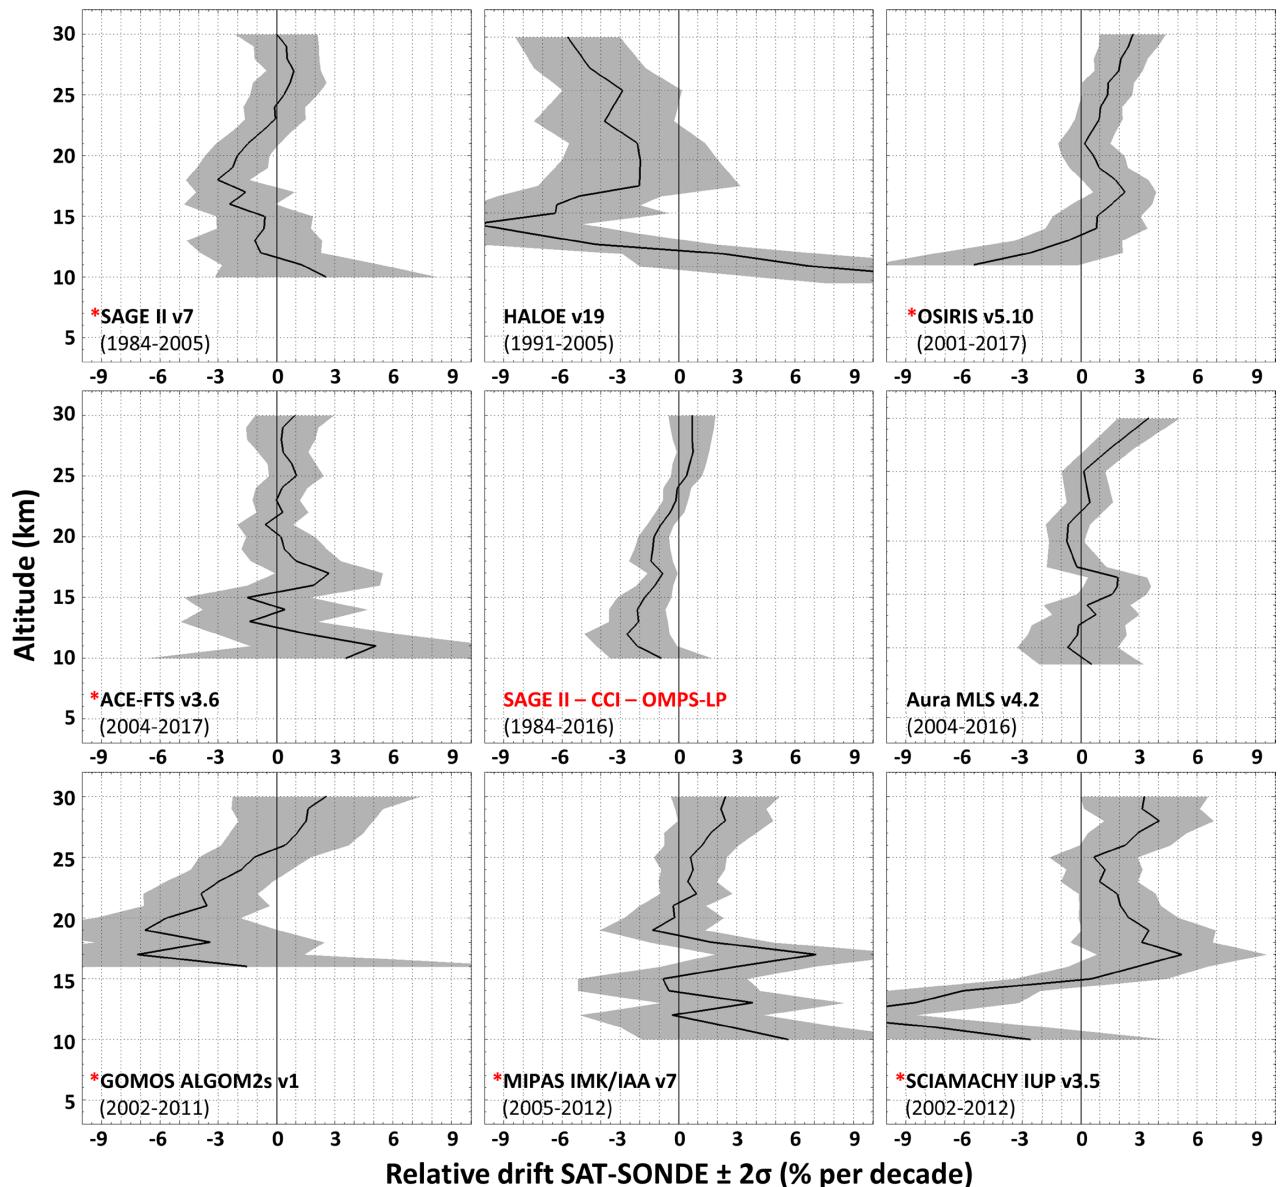 30
25
20
15
10
5
*SAGE II v7
(1984-2005)
HALOE v19
(1991-2005)
*OSIRIS v5.10
(2001-2017)
-9 -6 -3 0 3 6 9 -9 -6 -3 0 3 6 9 -9 -6 -3 0 3 6 9
Altitude (km)
30
25
20
15
10
5
*ACE-FTS v3.6
(2004-2017)
SAGE II – CCI – OMPS-LP
(1984-2016)
Aura MLS v4.2
(2004-2016)
-9 -6 -3 0 3 6 9 -9 -6 -3 0 3 6 9 -9 -6 -3 0 3 6 9
30
25
20
15
10
5
*GOMOS ALGOM2s v1
(2002-2011)
*MIPAS IMK/IAA v7
(2005-2012)
*SCIAMACHY IUP v3.5
(2002-2012)
-9 -6 -3 0 3 6 9 -9 -6 -3 0 3 6 9 -9 -6 -3 0 3 6 9
Relative drift SAT-SONDE ± 2σ (% per decade)